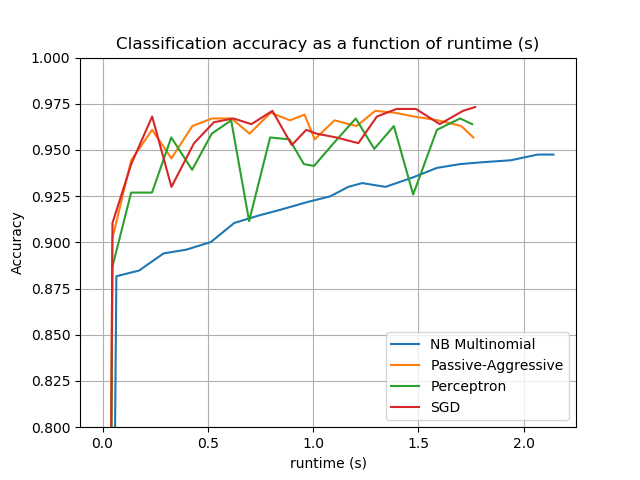 Classification accuracy as a function of runtime (s)
1.000
0.975
0.950
0.925
0.900
0.875
0.850
0.825
0.800
Accuracy
NB Multinomial
Passive-Aggressive
Perceptron
SGD
0.0 0.5 1.0 1.5 2.0
runtime (s)